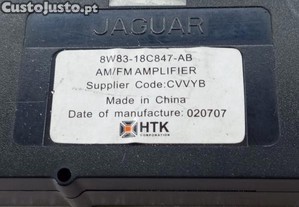 CustoJusto.pt
JAGUAR
8W83-18C847-AB
AM/FM AMPLIFIER
Supplier Code:CVVYB
Made in China
Date of manufacture: 020707
HTK
CORPORATION